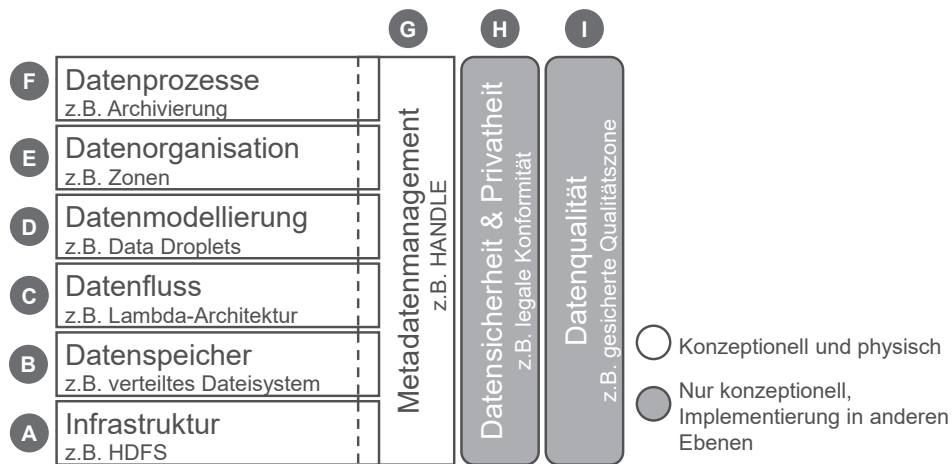 G
H
I
F
Datenprozesse
z.B. Archivierung
E
Datenorganisation
z.B. Zonen
D
Datenmodellierung
z.B. Data Droplets
C
Datenfluss
z.B. Lambda-Architektur
B
Datenspeicher
z.B. verteiltes Dateisystem
A
Infrastruktur
z.B. HDFS
Metadatenmanagement
z.B. HANDLE
Datensicherheit & Privatheit
z.B. legale Konformität
Datenqualität
z.B. gesicherte Qualitätszone
Konzeptionell und physisch
Nur konzeptionell,
Implementierung in anderen
Ebenen